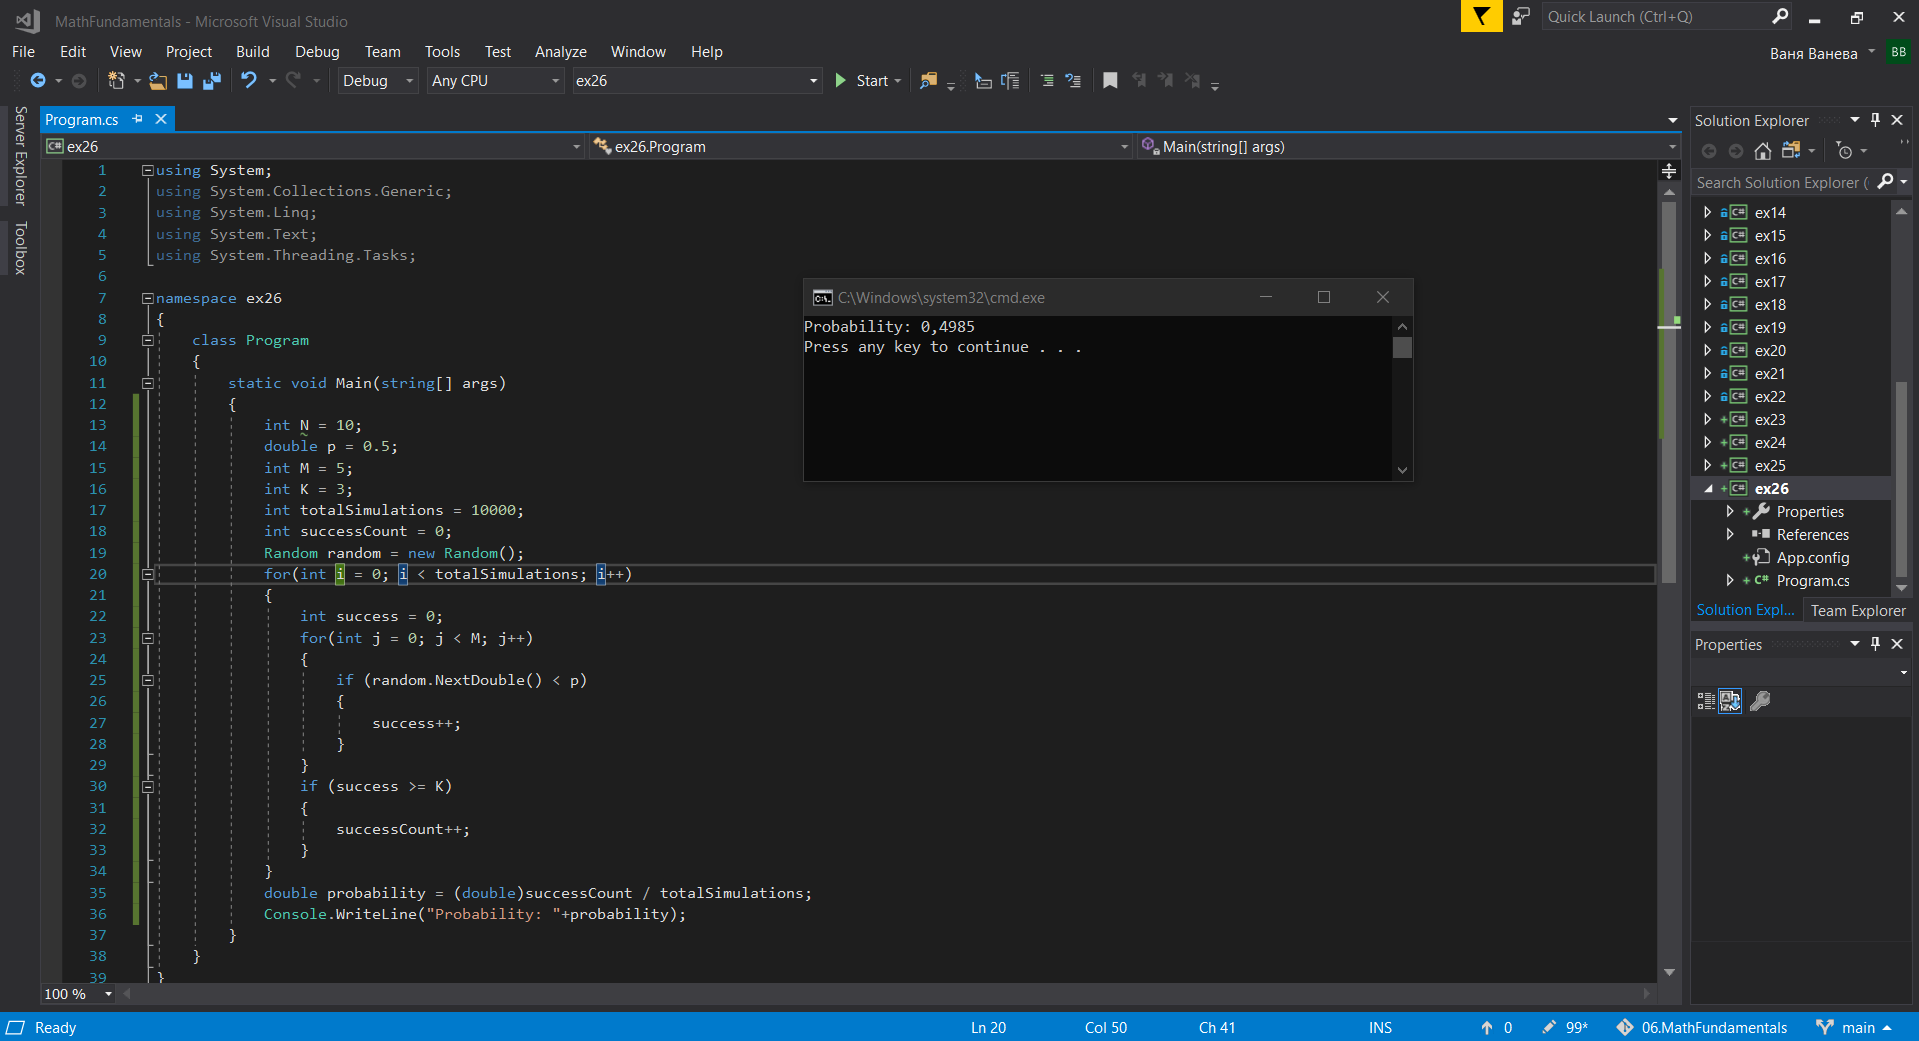 MathFundamentals - Microsoft Visual Studio
Quick Launch (Ctrl+Q)
File Edit View Project Build Debug Team Tools Test Analyze Window Help
Ваня Ванева BB
Debug Any CPU ex26 Start
Server Explorer
Toolbox
Program.cs
C# ex26 ex26.Program Main(string[] args)
1 using System;
2 using System.Collections.Generic;
3 using System.Linq;
4 using System.Text;
5 using System.Threading.Tasks;
6
7 namespace ex26
8 {
9 class Program
10 {
11 static void Main(string[] args)
12 {
13 int N = 10;
14 double p = 0.5;
15 int M = 5;
16 int K = 3;
17 int totalSimulations = 10000;
18 int successCount = 0;
19 Random random = new Random();
20 for(int i = 0; i < totalSimulations; i++)
21 {
22 int success = 0;
23 for(int j = 0; j < M; j++)
24 {
25 if (random.NextDouble() < p)
26 {
27 success++;
28 }
29 }
30 if (success >= K)
31 {
32 successCount++;
33 }
34 }
35 double probability = (double)successCount / totalSimulations;
36 Console.WriteLine("Probability: "+probability);
37 }
38 }
39 }
100 %
C:\Windows\system32\cmd.exe
Probability: 0,4985
Press any key to continue . . .
Solution Explorer
Search Solution Explorer (
C# ex14
C# ex15
C# ex16
C# ex17
C# ex18
C# ex19
C# ex20
C# ex21
C# ex22
C# ex23
C# ex24
C# ex25
C# ex26
Properties
References
App.config
C# Program.cs
Solution Expl... Team Explorer
Properties
Ready Ln 20 Col 50 Ch 41 INS 0 99* 06.MathFundamentals main